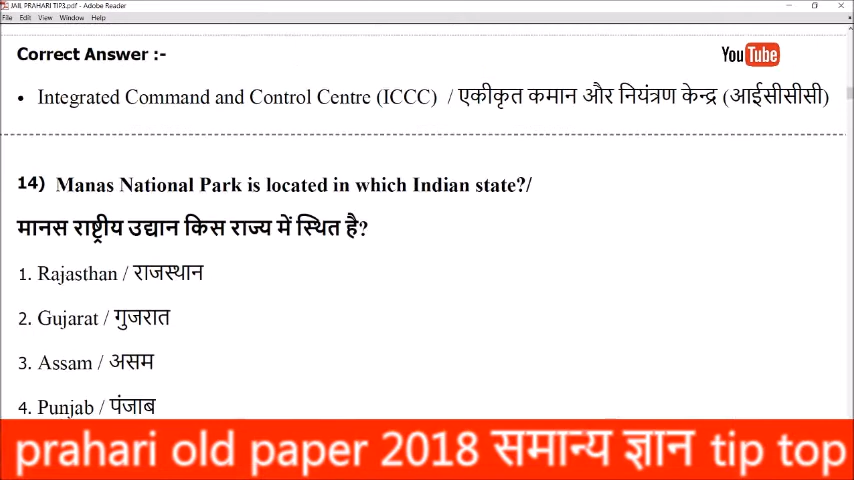 JAIL PRAHARI TIP3.pdf - Adobe Reader
File Edit View Window Help
Correct Answer :-
YouTube
• Integrated Command and Control Centre (ICCC) / एकीकृत कमान और नियंत्रण केन्द्र (आईसीसीसी)
14) Manas National Park is located in which Indian state?/
मानस राष्ट्रीय उद्यान किस राज्य में स्थित है?
1. Rajasthan / राजस्थान
2. Gujarat / गुजरात
3. Assam / असम
4. Punjab / पंजाब
prahari old paper 2018 समान्य ज्ञान tip top